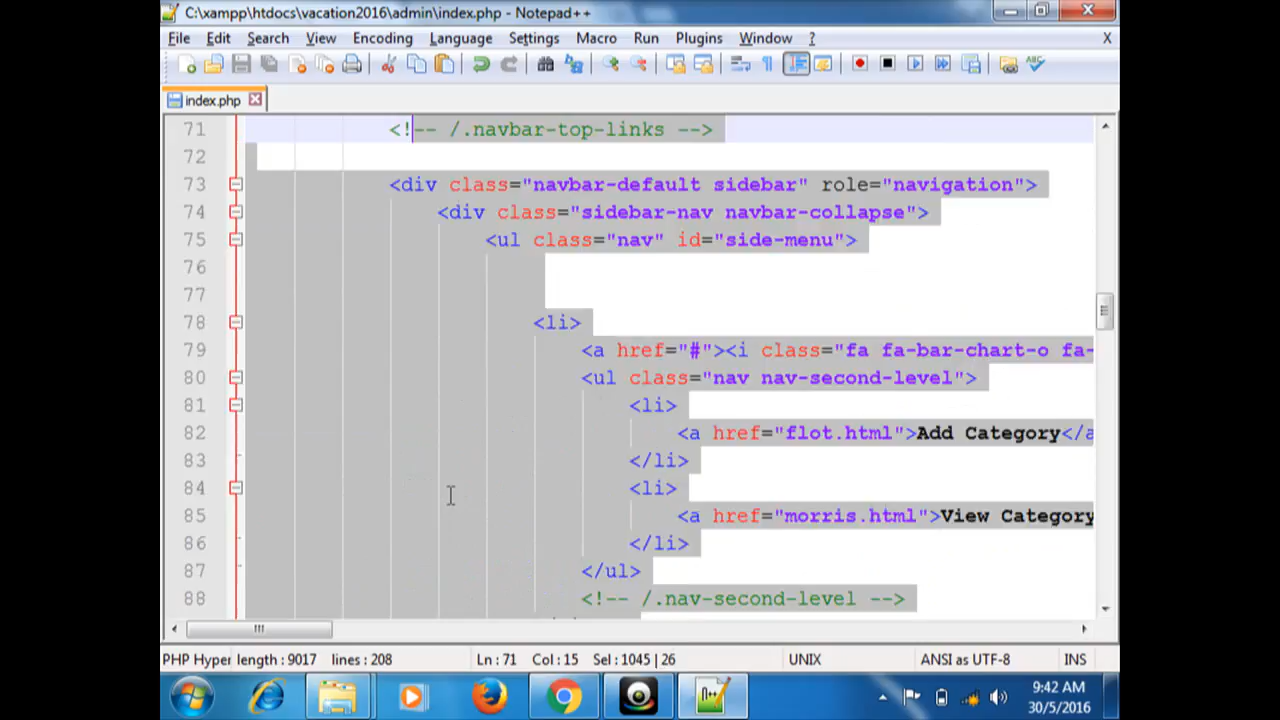 C:\xampp\htdocs\vacation2016\admin\index.php - Notepad++
File Edit Search View Encoding Language Settings Macro Run Plugins Window ? X
index.php
71 <!-- /.navbar-top-links -->
72
73 <div class="navbar-default sidebar" role="navigation">
74 <div class="sidebar-nav navbar-collapse">
75 <ul class="nav" id="side-menu">
76
77
78 <li>
79 <a href="#"><i class="fa fa-bar-chart-o fa-
80 <ul class="nav nav-second-level">
81 <li>
82 <a href="flot.html">Add Category</a
83 </li>
84 <li>
85 <a href="morris.html">View Category
86 </li>
87 </ul>
88 <!-- /.nav-second-level -->
PHP Hyper length : 9017 lines : 208 Ln : 71 Col : 15 Sel : 1045 | 26 UNIX ANSI as UTF-8 INS
9:42 AM
30/5/2016